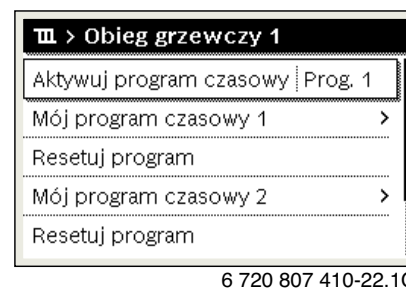 > Obieg grzewczy 1
Aktywuj program czasowy Prog. 1
Mój program czasowy 1 >
Resetuj program
Mój program czasowy 2 >
Resetuj program
6 720 807 410-22.1O